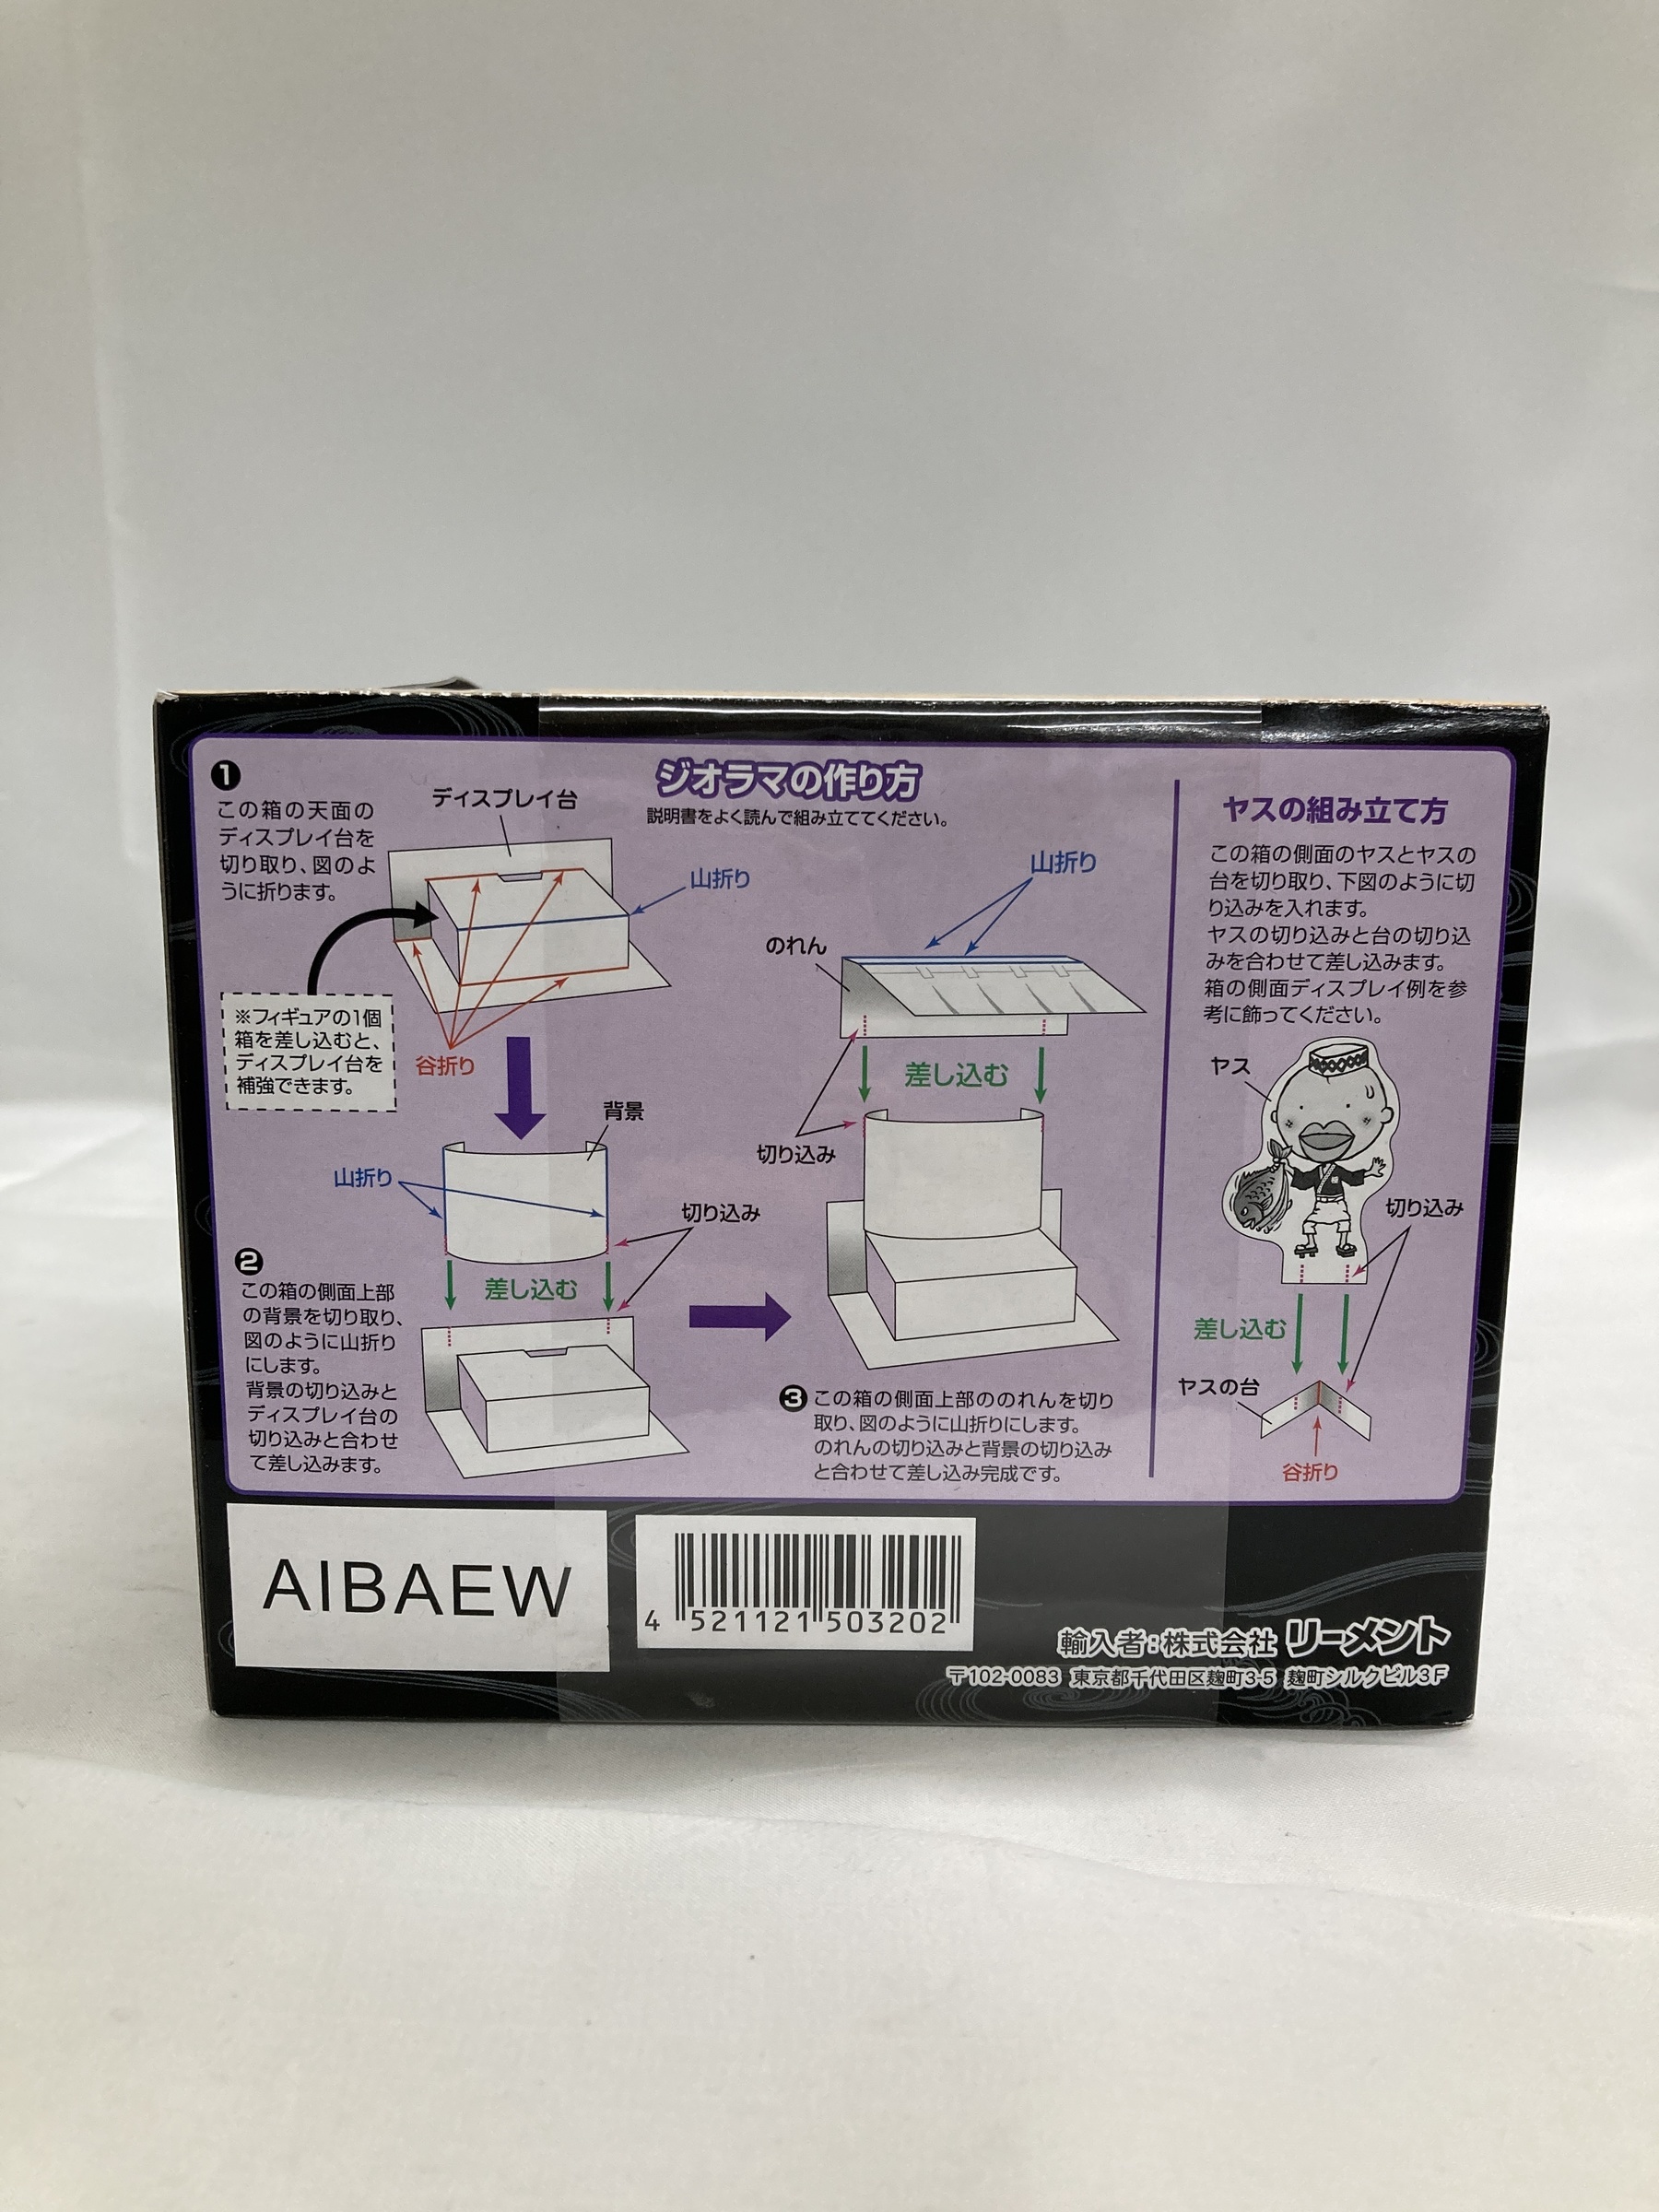 ジオラマの作り方
説明書をよく読んで組み立ててください。
❶
この箱の天面の
ディスプレイ台を
切り取り、図のよ
うに折ります。
ディスプレイ台
山折り
※フィギュアの1個
箱を差し込むと、
ディスプレイ台を
補強できます。
谷折り
背景
山折り
切り込み
❷
差し込む
この箱の側面上部
の背景を切り取り、
図のように山折り
にします。
背景の切り込みと
ディスプレイ台の
切り込みと合わせ
て差し込みます。
山折り
のれん
差し込む
切り込み
❸この箱の側面上部ののれんを切り
取り、図のように山折りにします。
のれんの切り込みと背景の切り込み
と合わせて差し込み完成です。
ヤスの組み立て方
この箱の側面のヤスとヤスの
台を切り取り、下図のように切
り込みを入れます。
ヤスの切り込みと台の切り込
みを合わせて差し込みます。
箱の側面ディスプレイ例を参
考に飾ってください。
ヤス
切り込み
差し込む
ヤスの台
谷折り
AIBAEW
4 521121 503202
輸入者:株式会社 リーメント
〒102-0083 東京都千代田区麹町3-5 麹町シルクビル3F